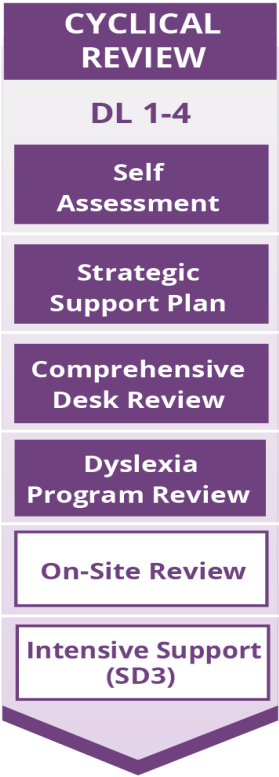 CYCLICAL
REVIEW
DL 1-4
Self
Assessment
Strategic
Support Plan
Comprehensive
Desk Review
Dyslexia
Program Review
On-Site Review
Intensive Support
(SD3)